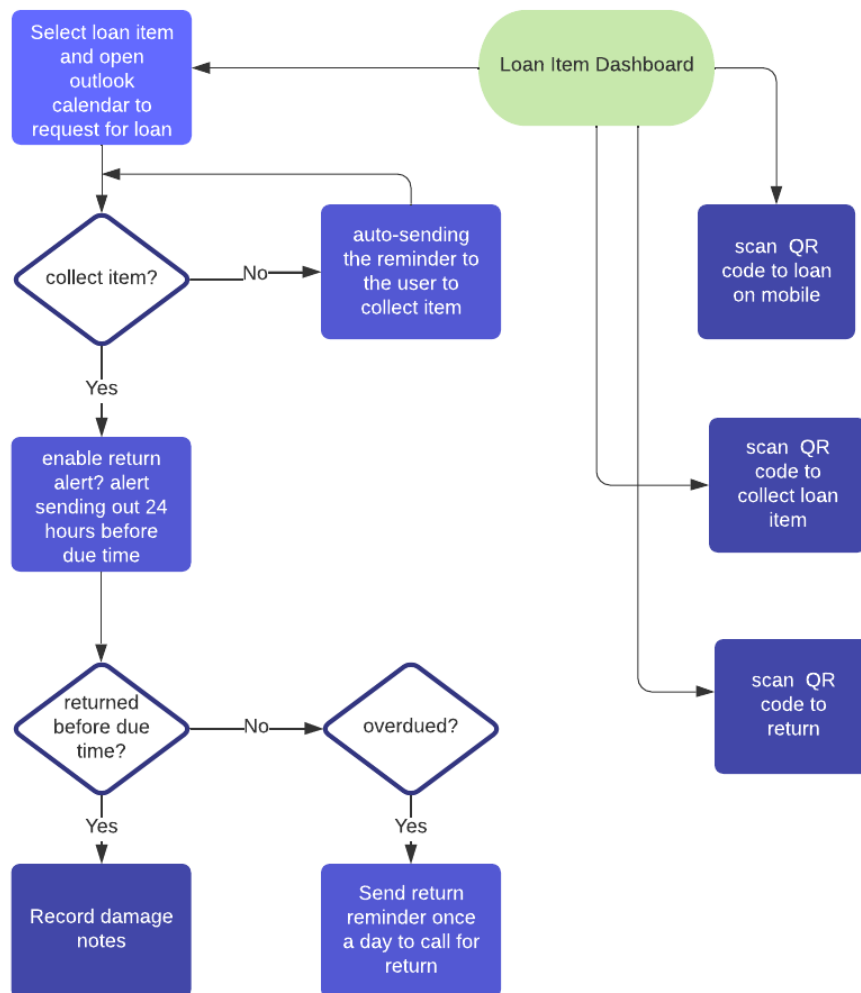 Select loan item
and open
outlook
calendar to
request for loan
Loan Item Dashboard
collect item?
No
auto-sending
the reminder to
the user to
collect item
scan QR
code to loan
on mobile
Yes
enable return
alert? alert
sending out 24
hours before
due time
scan QR
code to
collect loan
item
returned
before due
time?
No
overdued?
scan QR
code to
return
Yes
Yes
Record damage
notes
Send return
reminder once
a day to call for
return